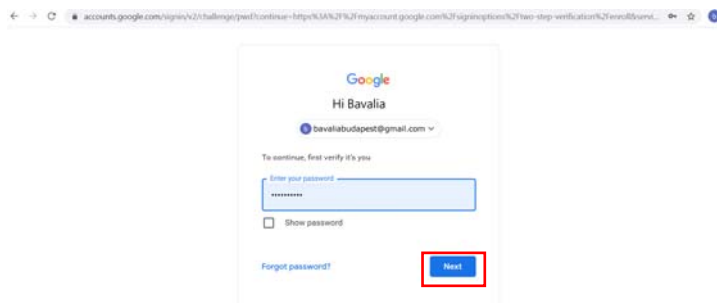 accounts.google.com/signin/v2/challenge/pwd?continue=https%3A%2F%2Fmyaccount.google.com%2Fsigninoptions%2Ftwo-step-verification%2Fenroll&servi...
Google
Hi Bavalia
bavaliabudapest@gmail.com
To continue, first verify it's you
Enter your password
••••••••••
Show password
Forgot password?
Next